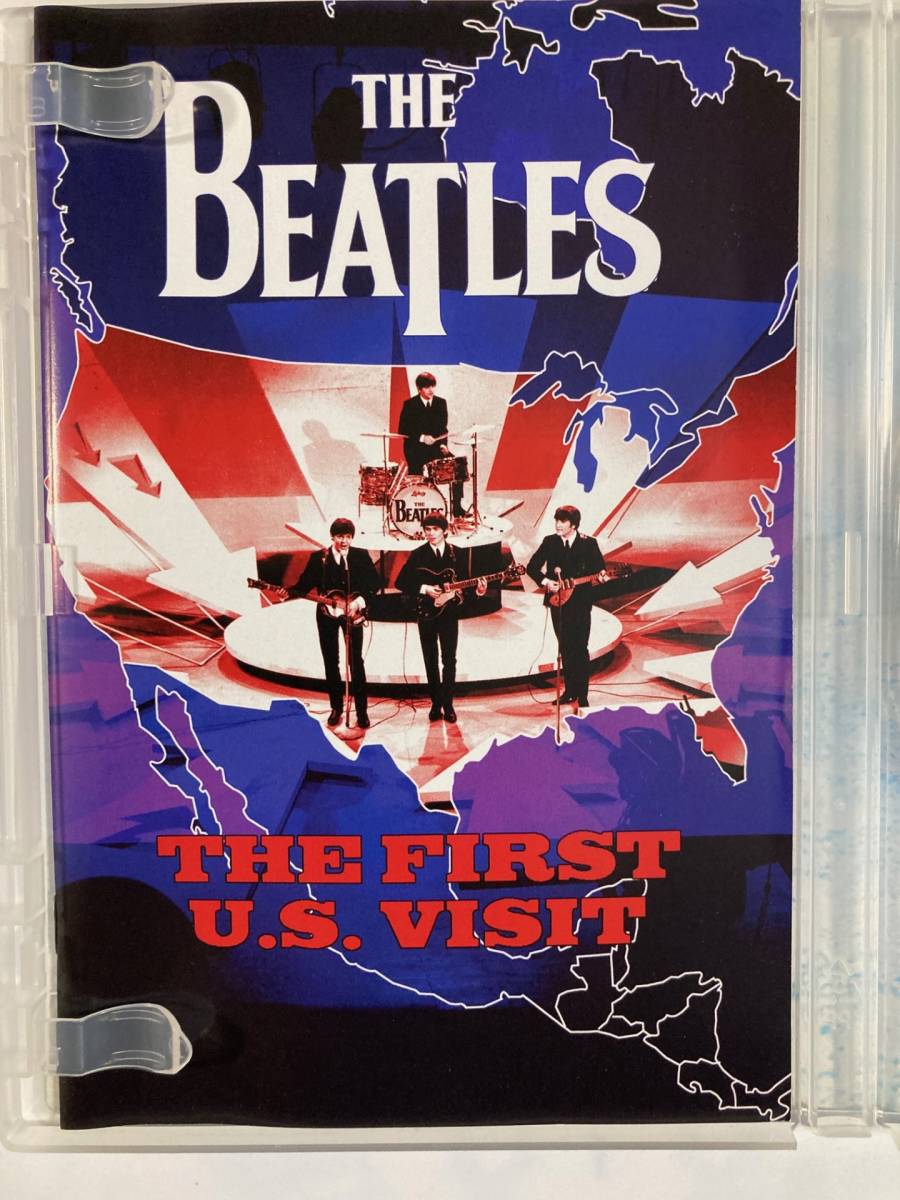 THE
BEATLES
THE
BEATLES
THE FIRST
U.S. VISIT